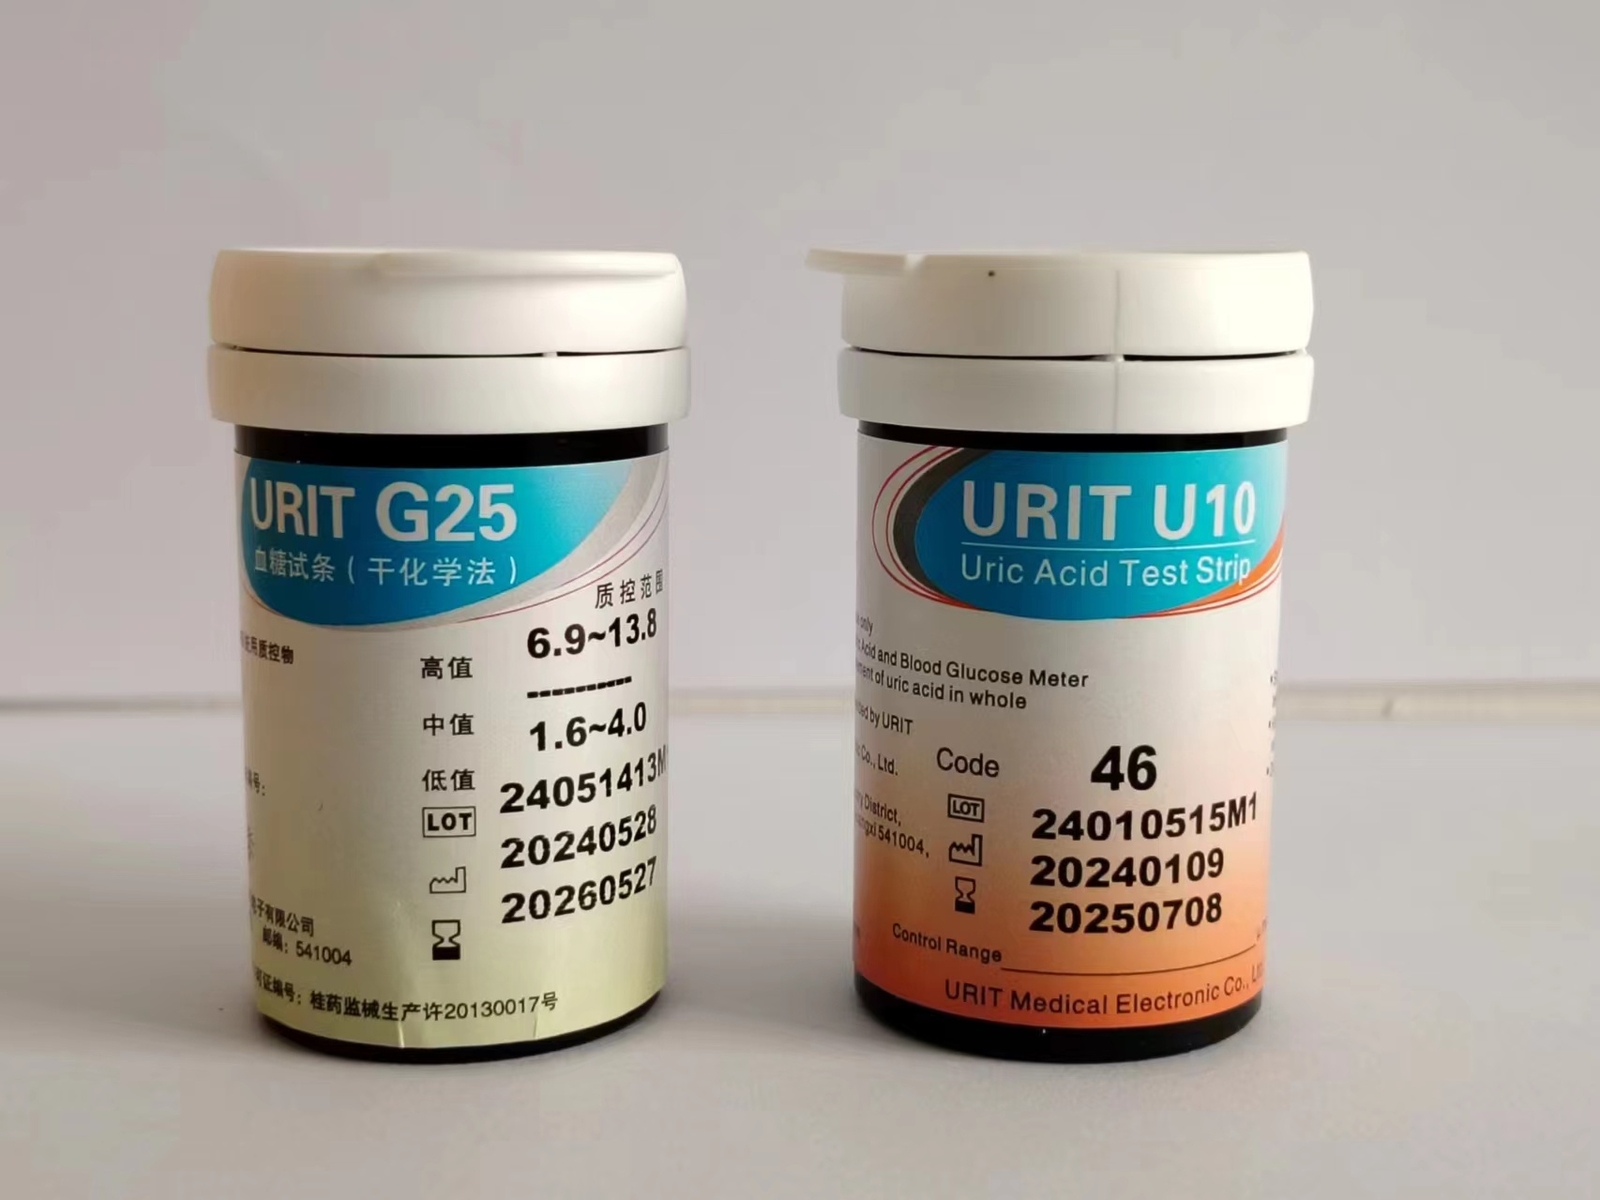 URIT G25
血糖试条(干化学法)
质控范围
使用质控物
高值
6.9~13.8
中值
----------
低值
1.6~4.0
LOT
24051413M
20240528
20260527
编号:
电子有限公司
邮编: 541004
可证编号: 桂药监械生产许20130017号
URIT U10
Uric Acid Test Strip
only
Acid and Blood Glucose Meter
of uric acid in whole
by URIT
Co., Ltd.
District,
541004,
Code 46
LOT 24010515M1
20240109
20250708
Control Range
URIT Medical Electronic Co.,